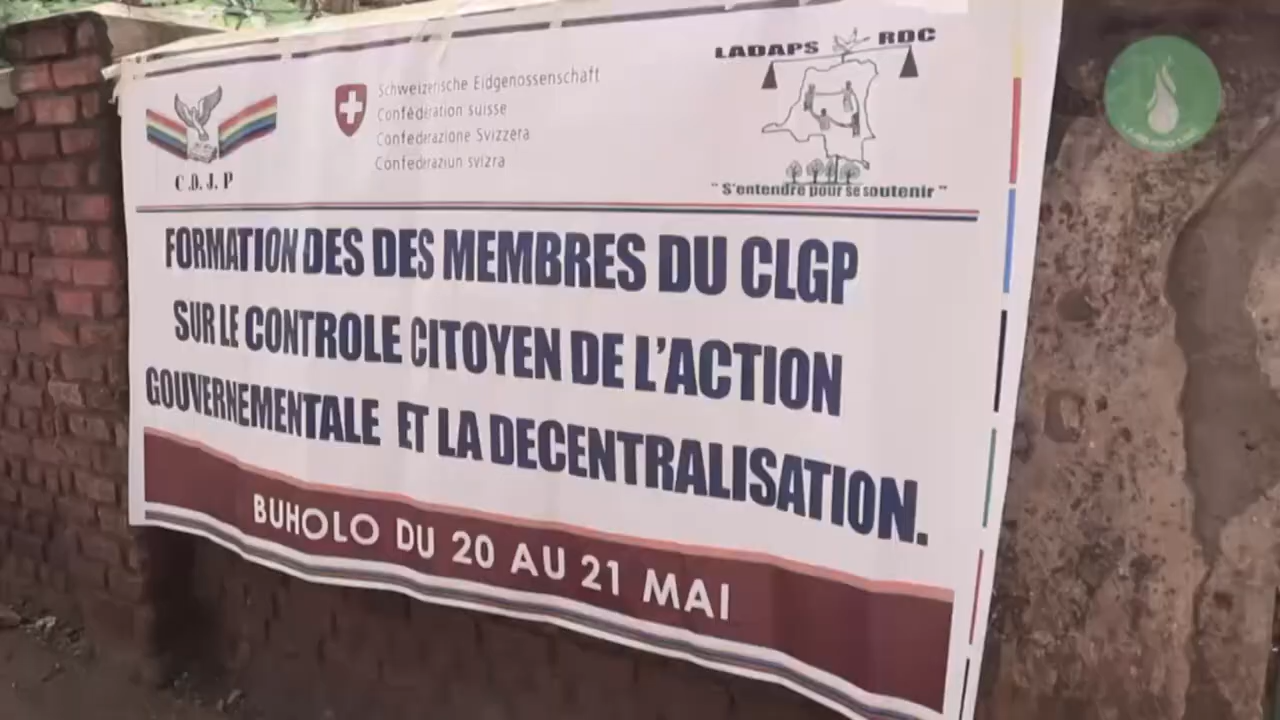 LADAPS RDC
Schweizerische Eidgenossenschaft
Confédération suisse
Confederazione Svizzera
Confederaziun svizra
C.D.J.P
" S'entendre pour se soutenir "
FORMATION DES DES MEMBRES DU CLGP
SUR LE CONTROLE CITOYEN DE L'ACTION
GOUVERNEMENTALE ET LA DECENTRALISATION.
BUHOLO DU 20 AU 21 MAI